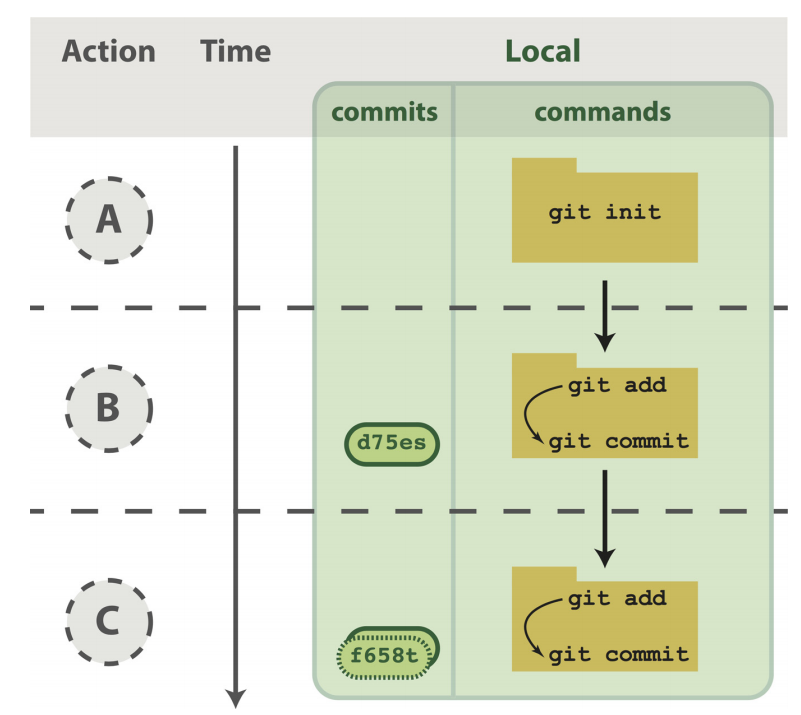 Action Time Local
commits commands
A
git init
B
git add
d75es
git commit
C
git add
f658t
git commit